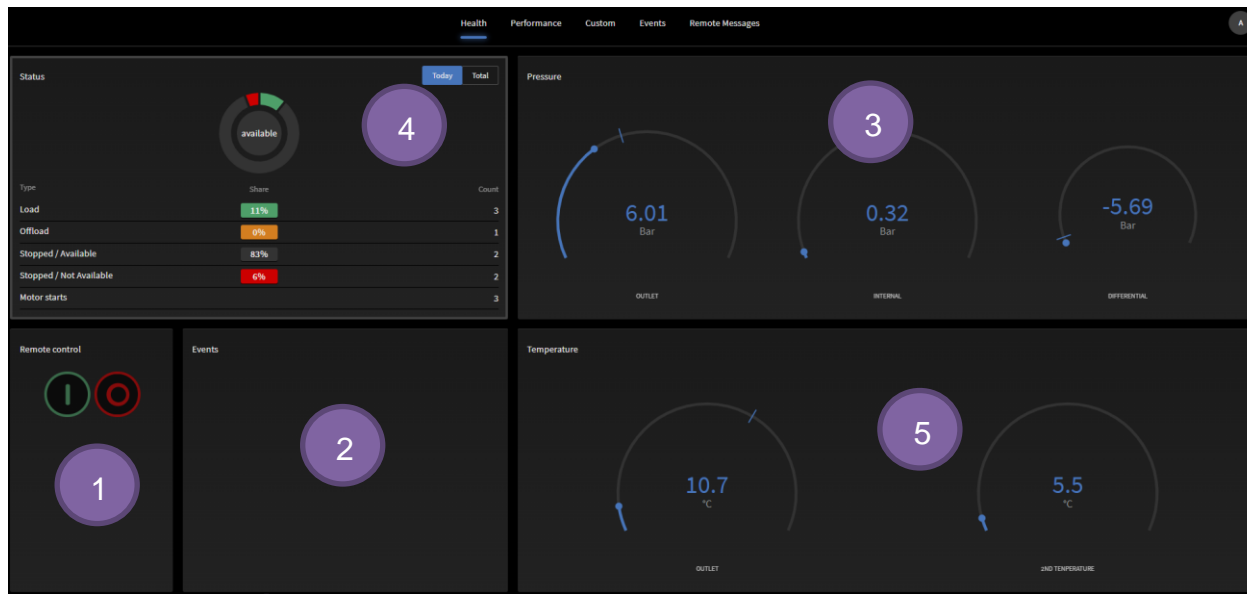 Health Performance Custom Events Remote Messages
A
Status
Today Total
4
available
Type Share Count
Load 11% 3
Offload 0% 1
Stopped / Available 83% 2
Stopped / Not Available 6% 2
Motor starts 3
Pressure
3
6.01
Bar
OUTLET
0.32
Bar
INTERNAL
-5.69
Bar
DIFFERENTIAL
Remote control
1
Events
2
Temperature
5
10.7
°C
OUTLET
5.5
°C
2ND TENPERATURE